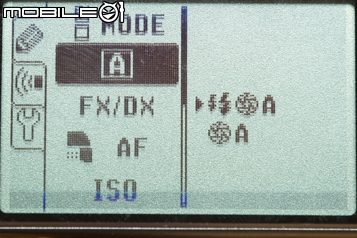 MOBILE01
MODE
A
FX/DX
A
A
AF
ISO